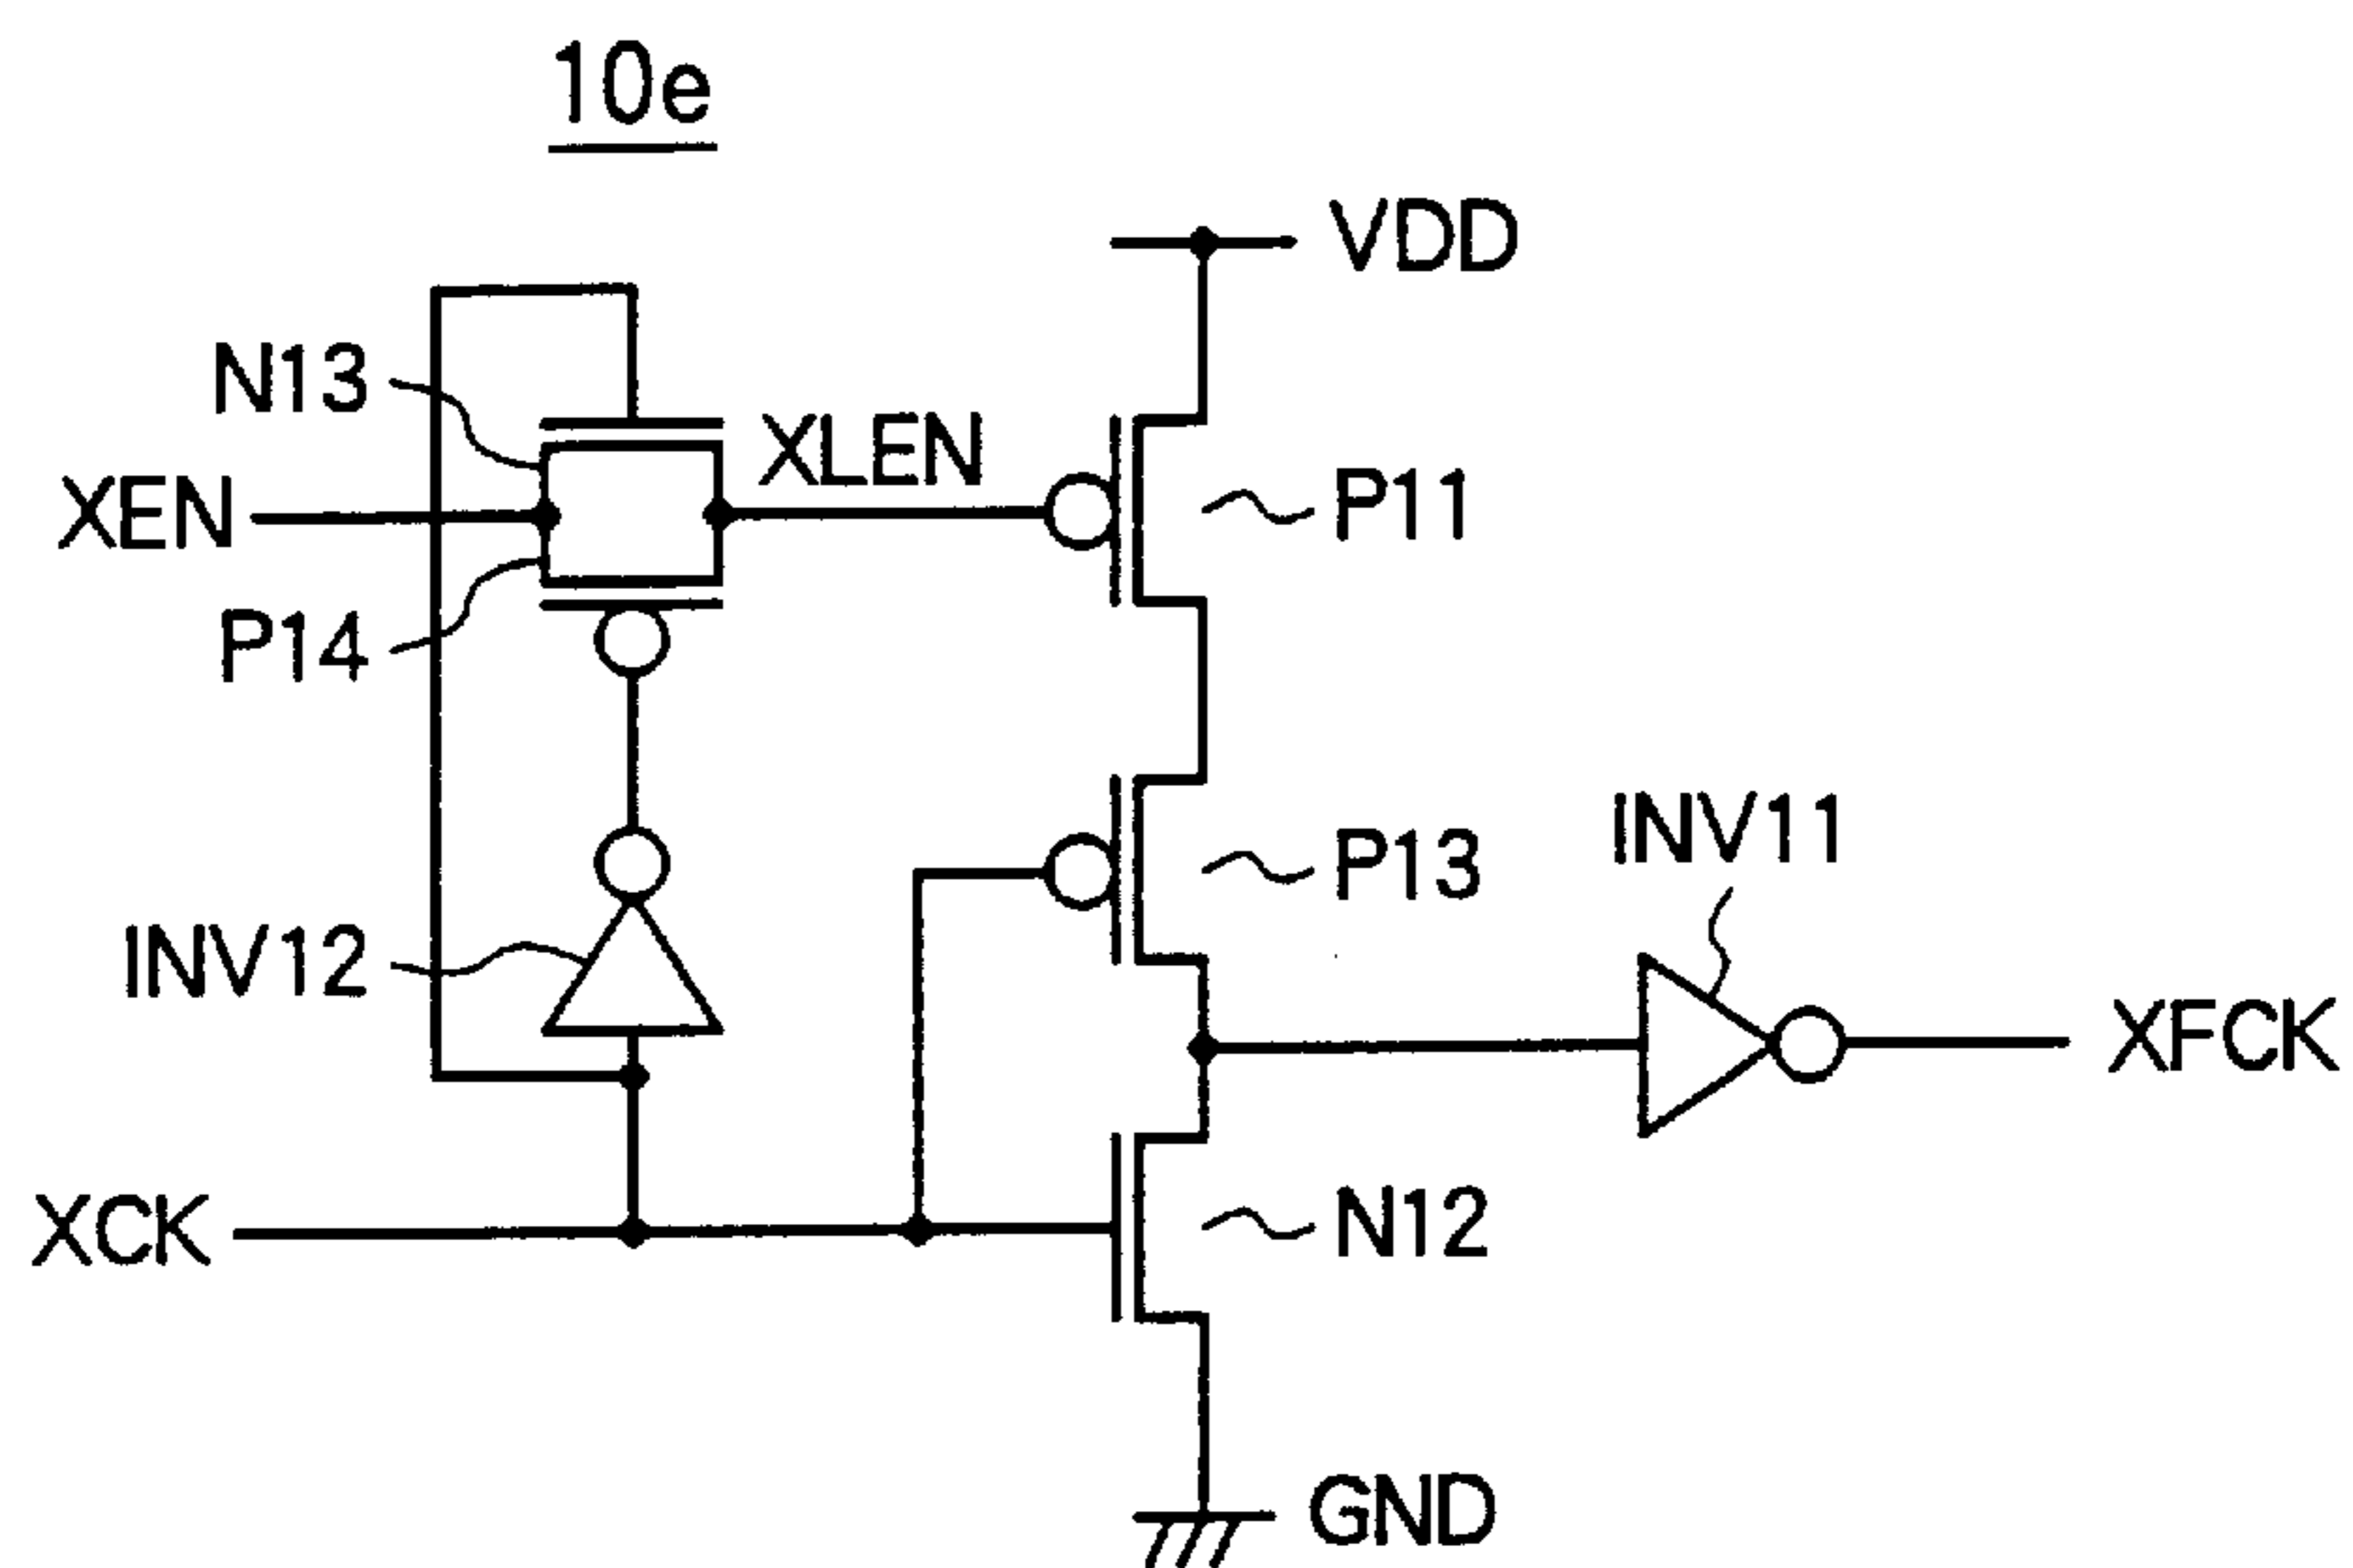 10e
VDD
N13
XLEN
XEN
P11
P14
INV11
P13
INV12
XFCK
XCK
N12
GND